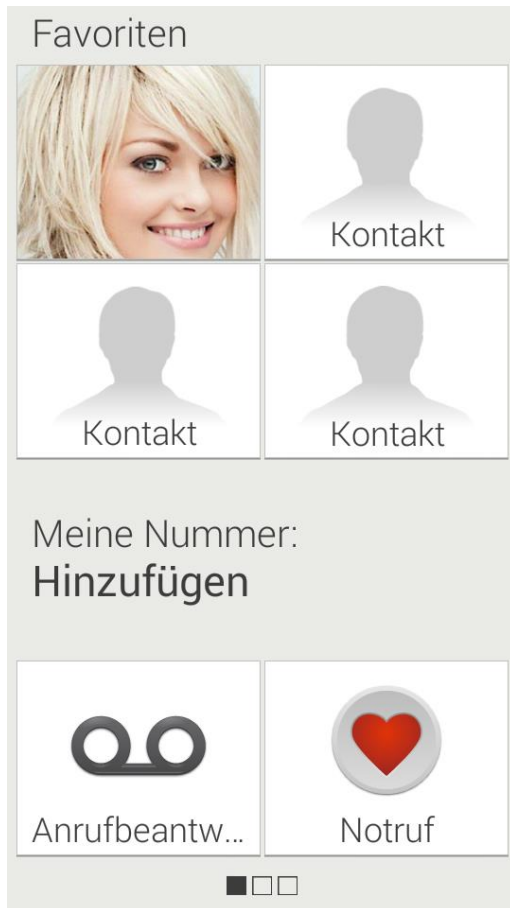 Favoriten
Kontakt
Kontakt
Kontakt
Meine Nummer:
Hinzufügen
Anrufbeantw...
Notruf